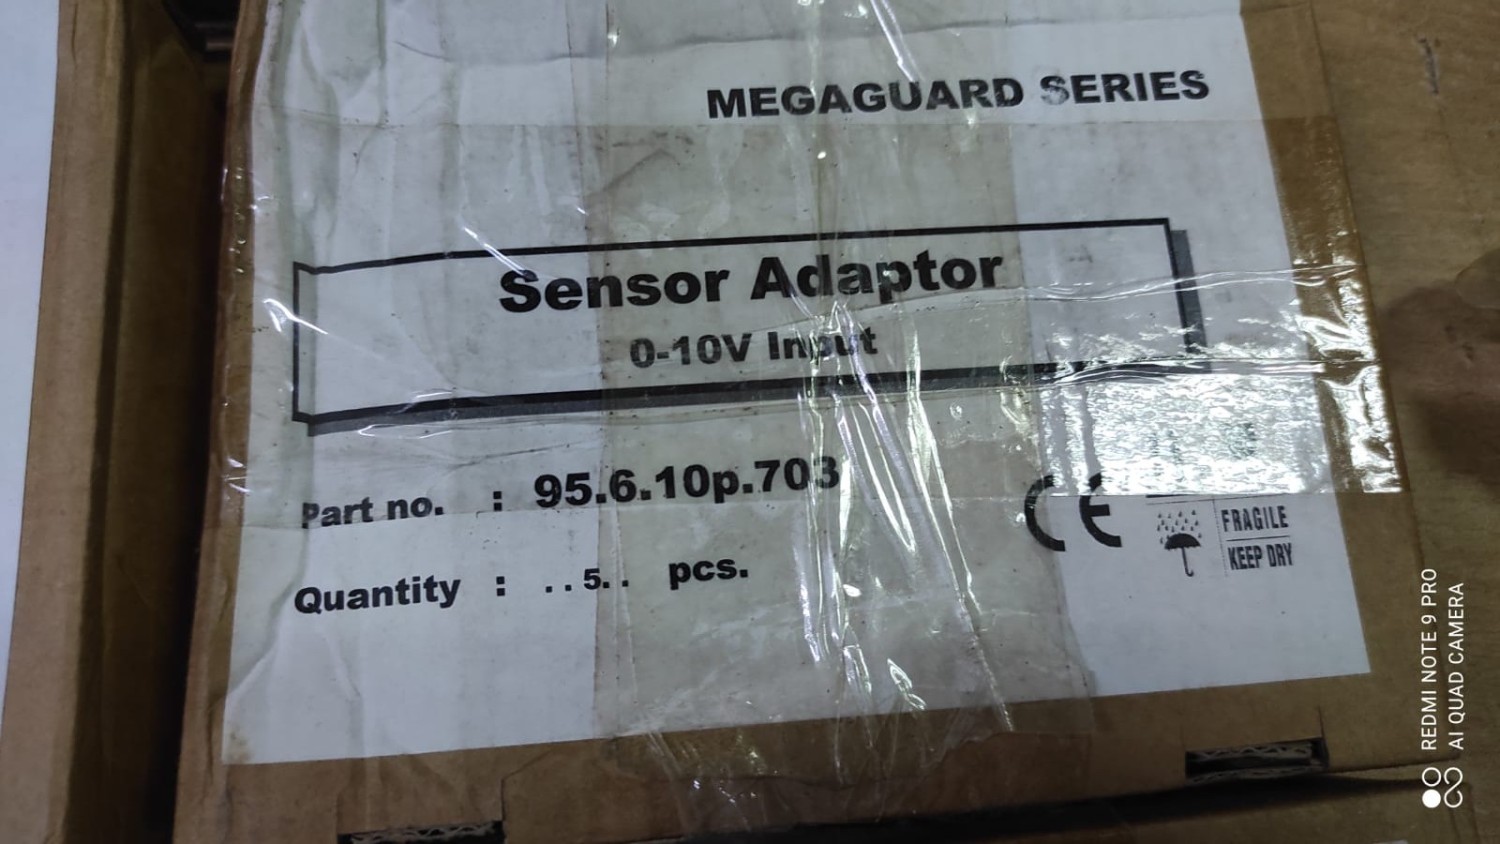 MEGAGUARD SERIES
Sensor Adaptor
0-10V Input
Part no. : 95.6.10p.703
Quantity : ..5.. pcs.
CE
FRAGILE
KEEP DRY
REDMI NOTE 9 PRO
AI QUAD CAMERA